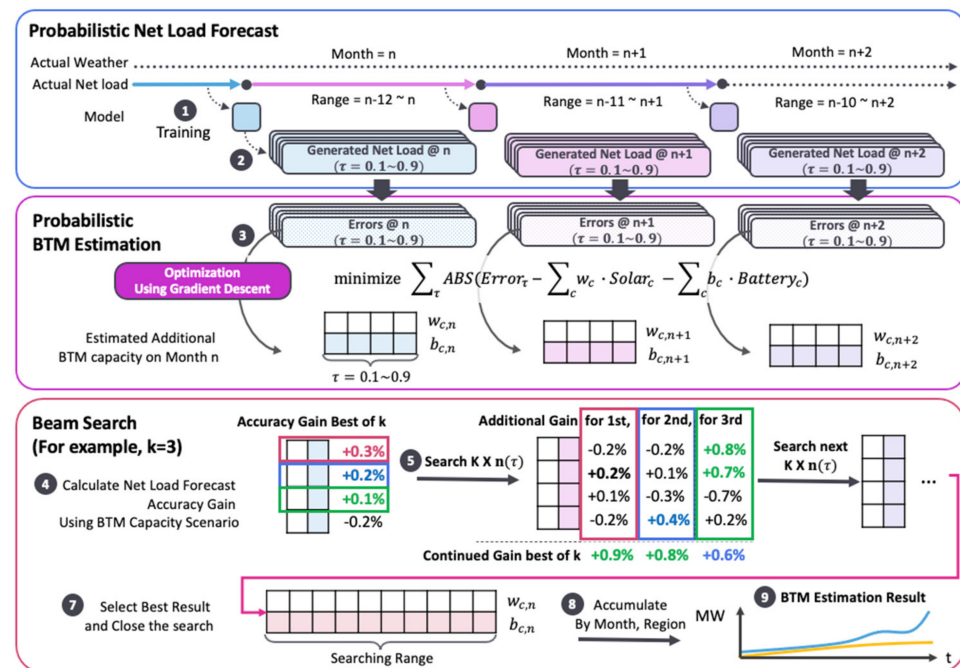 Probabilistic Net Load Forecast
Month = n
Month = n+1
Month = n+2
Actual Weather
Actual Net load
Model
Range = n-12 ~ n
Range = n-11 ~ n+1
Range = n-10 ~ n+2
1
Training
2
Generated Net Load @ n
(τ = 0.1~0.9)
Generated Net Load @ n+1
(τ = 0.1~0.9)
Generated Net Load @ n+2
(τ = 0.1~0.9)
Probabilistic
BTM Estimation
3
Errors @ n
(τ = 0.1~0.9)
Errors @ n+1
(τ = 0.1~0.9)
Errors @ n+2
(τ = 0.1~0.9)
Optimization
Using Gradient Descent
minimize ∑τ ABS(Errorτ − ∑c wc · Solarc − ∑c bc · Batteryc)
Estimated Additional
BTM capacity on Month n
wc,n
bc,n
τ = 0.1~0.9
wc,n+1
bc,n+1
wc,n+2
bc,n+2
Beam Search
(For example, k=3)
4
Calculate Net Load Forecast
Accuracy Gain
Using BTM Capacity Scenario
Accuracy Gain Best of k
+0.3%
+0.2%
+0.1%
-0.2%
5
Search K X n(τ)
Additional Gain for 1st, for 2nd, for 3rd
-0.2% -0.2% +0.8%
+0.2% +0.1% +0.7%
+0.1% -0.3% -0.7%
-0.2% +0.4% +0.2%
Continued Gain best of k +0.9% +0.8% +0.6%
Search next
K X n(τ)
...
7
Select Best Result
and Close the search
wc,n
bc,n
Searching Range
8
Accumulate
By Month, Region
9
BTM Estimation Result
MW
t